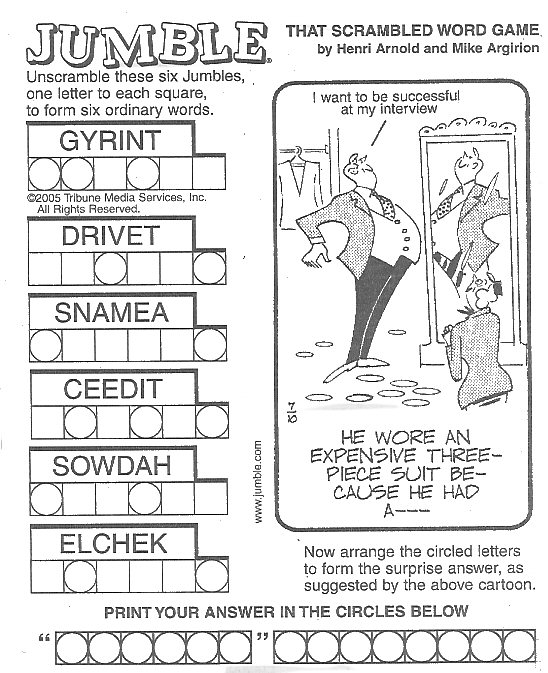 JUMBLE
THAT SCRAMBLED WORD GAME
by Henri Arnold and Mike Argirion
Unscramble these six Jumbles,
one letter to each square,
to form six ordinary words.
GYRINT
©2005 Tribune Media Services, Inc.
All Rights Reserved.
DRIVET
SNAMEA
CEEDIT
SOWDAH
ELCHEK
www.jumble.com
I want to be successful
at my interview
7/10
HE WORE AN
EXPENSIVE THREE-
PIECE SUIT BE-
CAUSE HE HAD
A---
Now arrange the circled letters
to form the surprise answer, as
suggested by the above cartoon.
PRINT YOUR ANSWER IN THE CIRCLES BELOW
“ ”